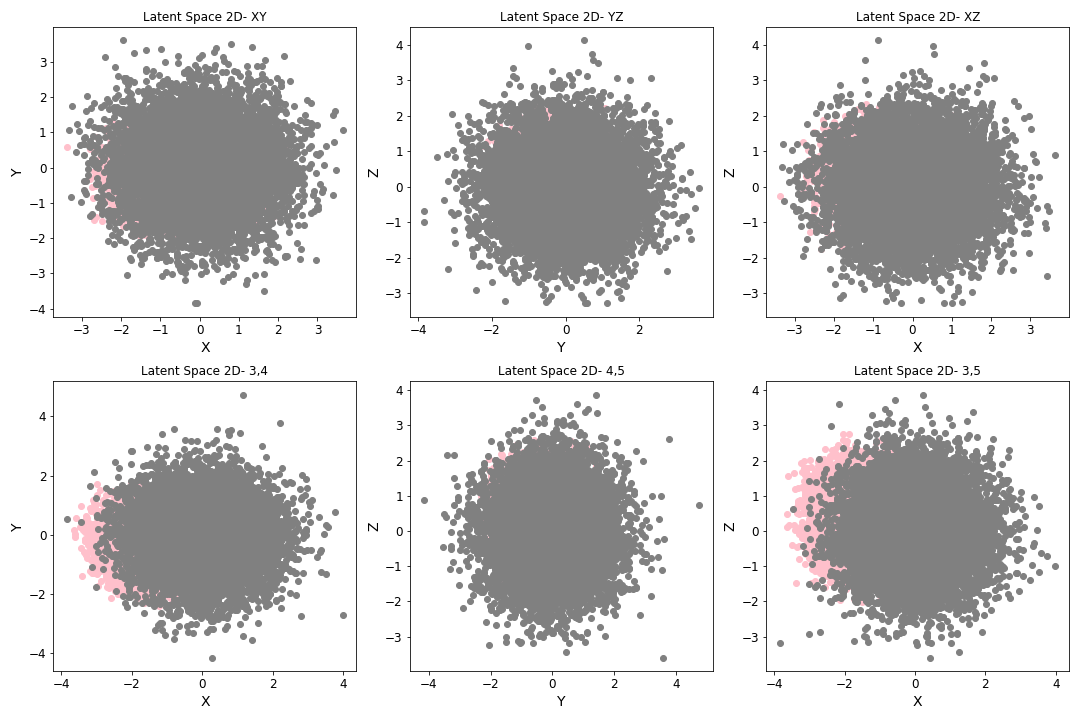 Latent Space 2D- XY
Latent Space 2D- YZ
Latent Space 2D- XZ
3
2
1
0
−1
−2
−3
−4
Y
−3 −2 −1 0 1 2 3
X
4
3
2
1
0
−1
−2
−3
Z
−4 −2 0 2
Y
4
3
2
1
0
−1
−2
−3
Z
−3 −2 −1 0 1 2 3
X
Latent Space 2D- 3,4
Latent Space 2D- 4,5
Latent Space 2D- 3,5
4
2
0
−2
−4
Y
−4 −2 0 2 4
X
4
3
2
1
0
−1
−2
−3
Z
−4 −2 0 2 4
Y
4
3
2
1
0
−1
−2
−3
Z
−4 −2 0 2 4
X